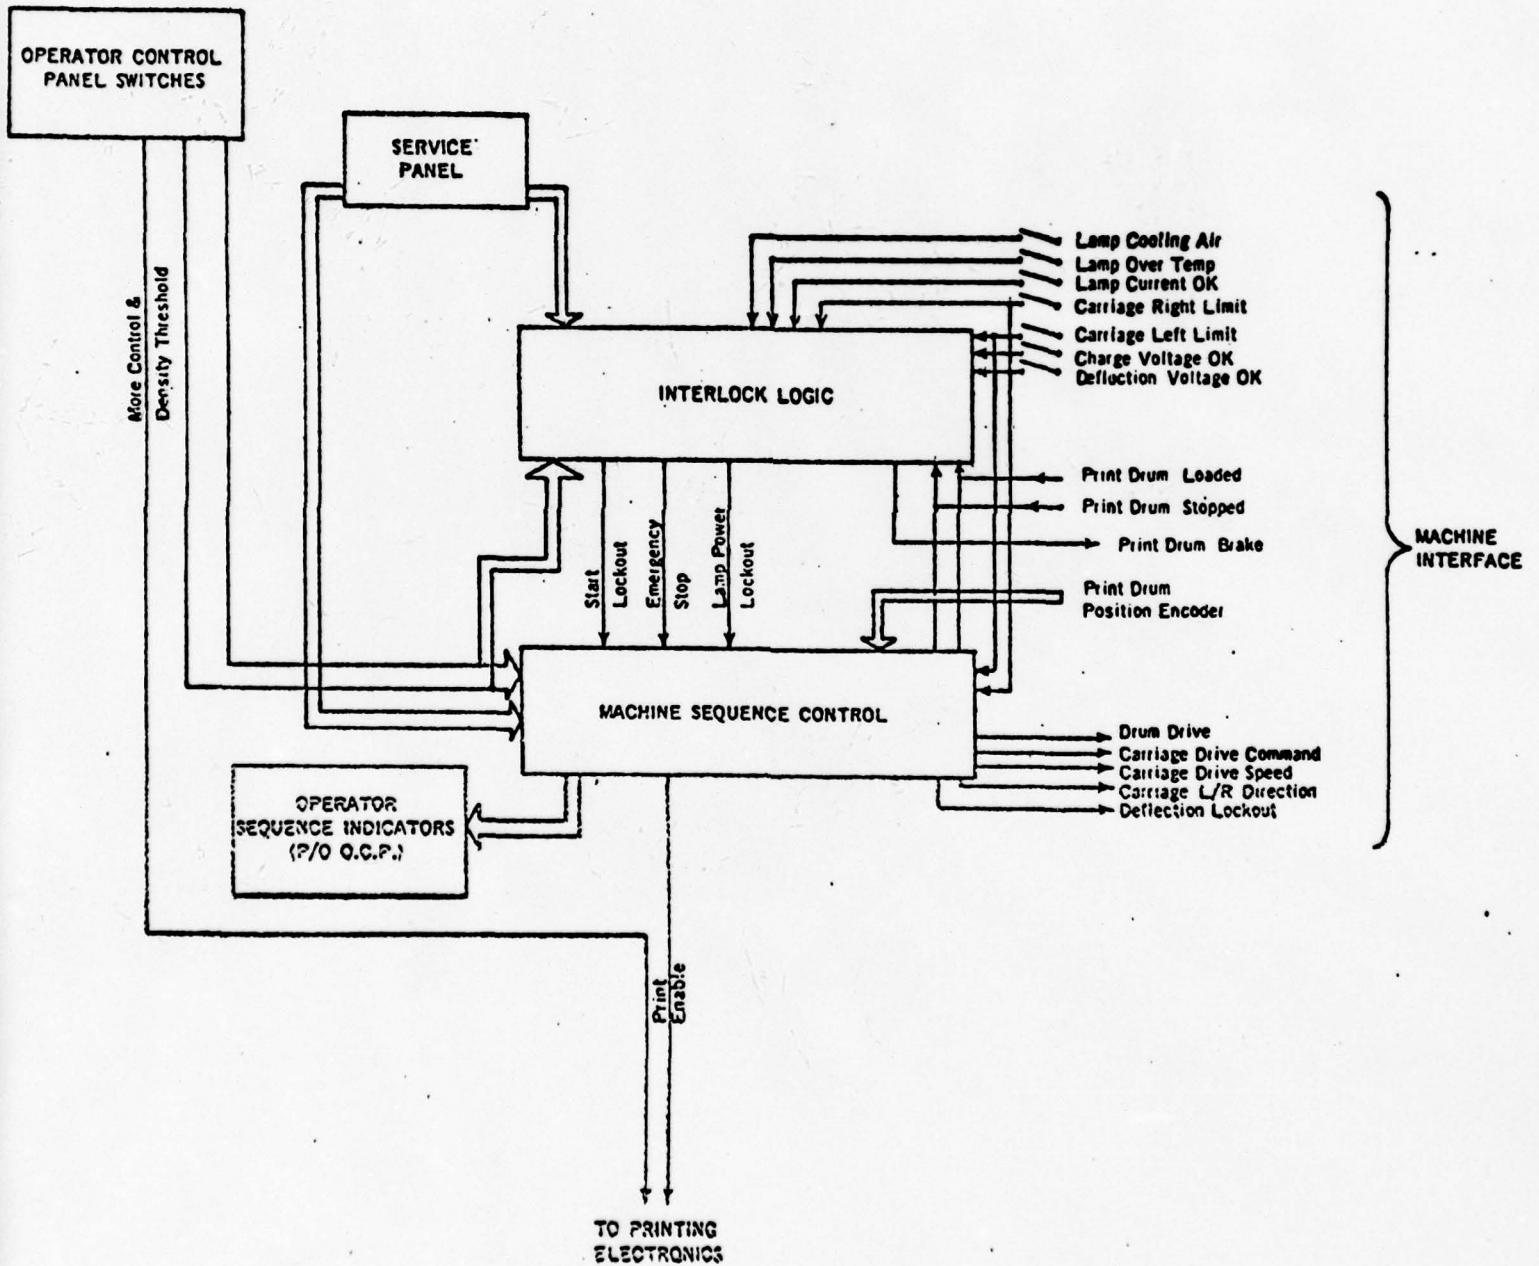 OPERATOR CONTROL
PANEL SWITCHES
SERVICE
PANEL
More Control &
Density Threshold
Lamp Cooling Air
Lamp Over Temp
Lamp Current OK
Carriage Right Limit
Carriage Left Limit
Charge Voltage OK
Deflection Voltage OK
INTERLOCK LOGIC
Print Drum Loaded
Print Drum Stopped
Print Drum Brake
MACHINE
INTERFACE
Start
Lockout
Emergency
Stop
Lamp Power
Lockout
Print Drum
Position Encoder
MACHINE SEQUENCE CONTROL
Drum Drive
Carriage Drive Command
Carriage Drive Speed
Carriage L/R Direction
Deflection Lockout
OPERATOR
SEQUENCE INDICATORS
(P/O O.C.P.)
Print
Enable
TO PRINTING
ELECTRONICS